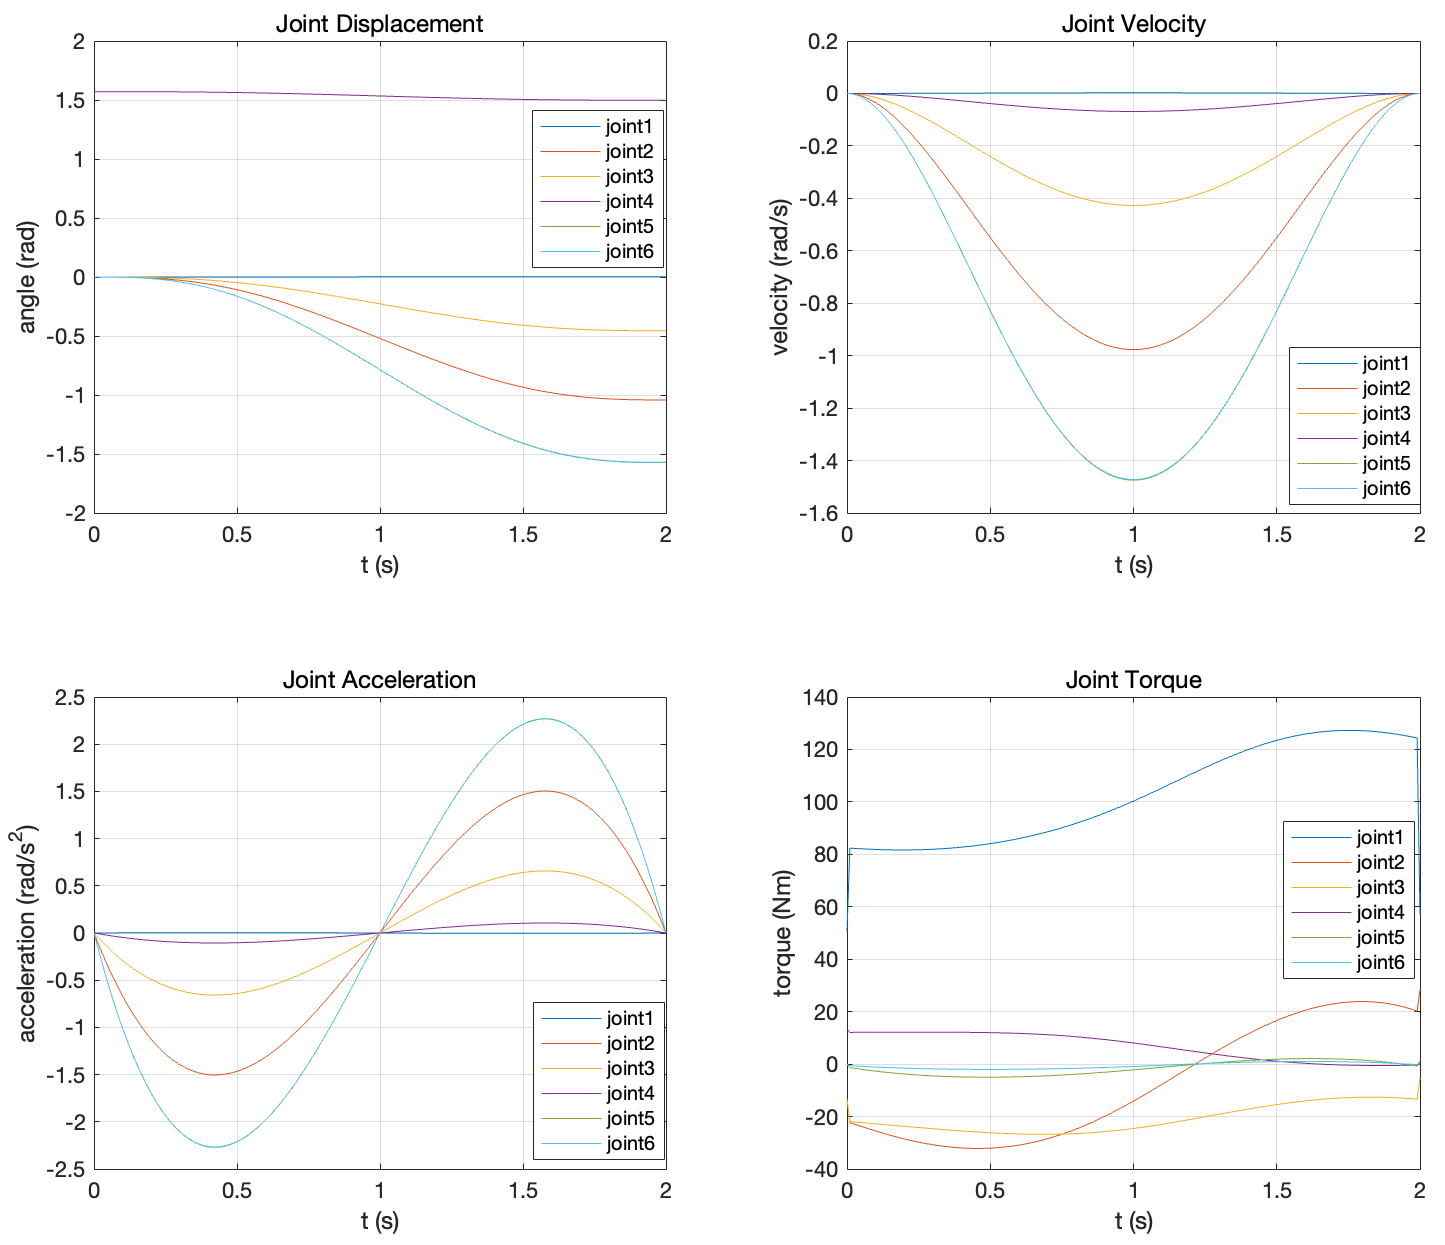 Joint Displacement
2
1.5
1
0.5
0
-0.5
-1
-1.5
-2
angle (rad)
joint1
joint2
joint3
joint4
joint5
joint6
0
0.5
1
1.5
2
t (s)
Joint Velocity
0.2
0
-0.2
-0.4
-0.6
-0.8
-1
-1.2
-1.4
-1.6
velocity (rad/s)
joint1
joint2
joint3
joint4
joint5
joint6
0
0.5
1
1.5
2
t (s)
Joint Acceleration
2.5
2
1.5
1
0.5
0
-0.5
-1
-1.5
-2
-2.5
acceleration (rad/s²)
joint1
joint2
joint3
joint4
joint5
joint6
0
0.5
1
1.5
2
t (s)
Joint Torque
140
120
100
80
60
40
20
0
-20
-40
torque (Nm)
joint1
joint2
joint3
joint4
joint5
joint6
0
0.5
1
1.5
2
t (s)